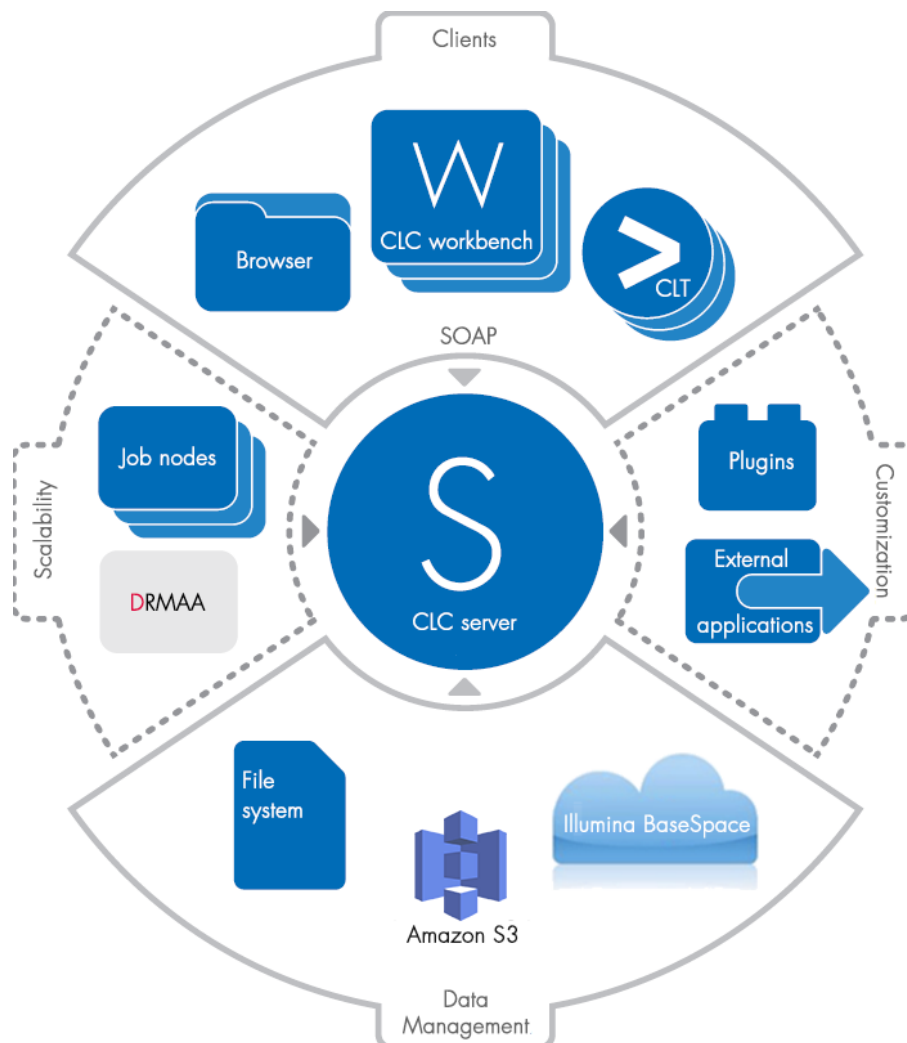 Clients
W
CLC workbench
Browser
>
CLT
SOAP
Job nodes
DRMAA
Scalability
S
CLC server
Plugins
External
applications
Customization
File
system
Illumina BaseSpace
Amazon S3
Data
Management